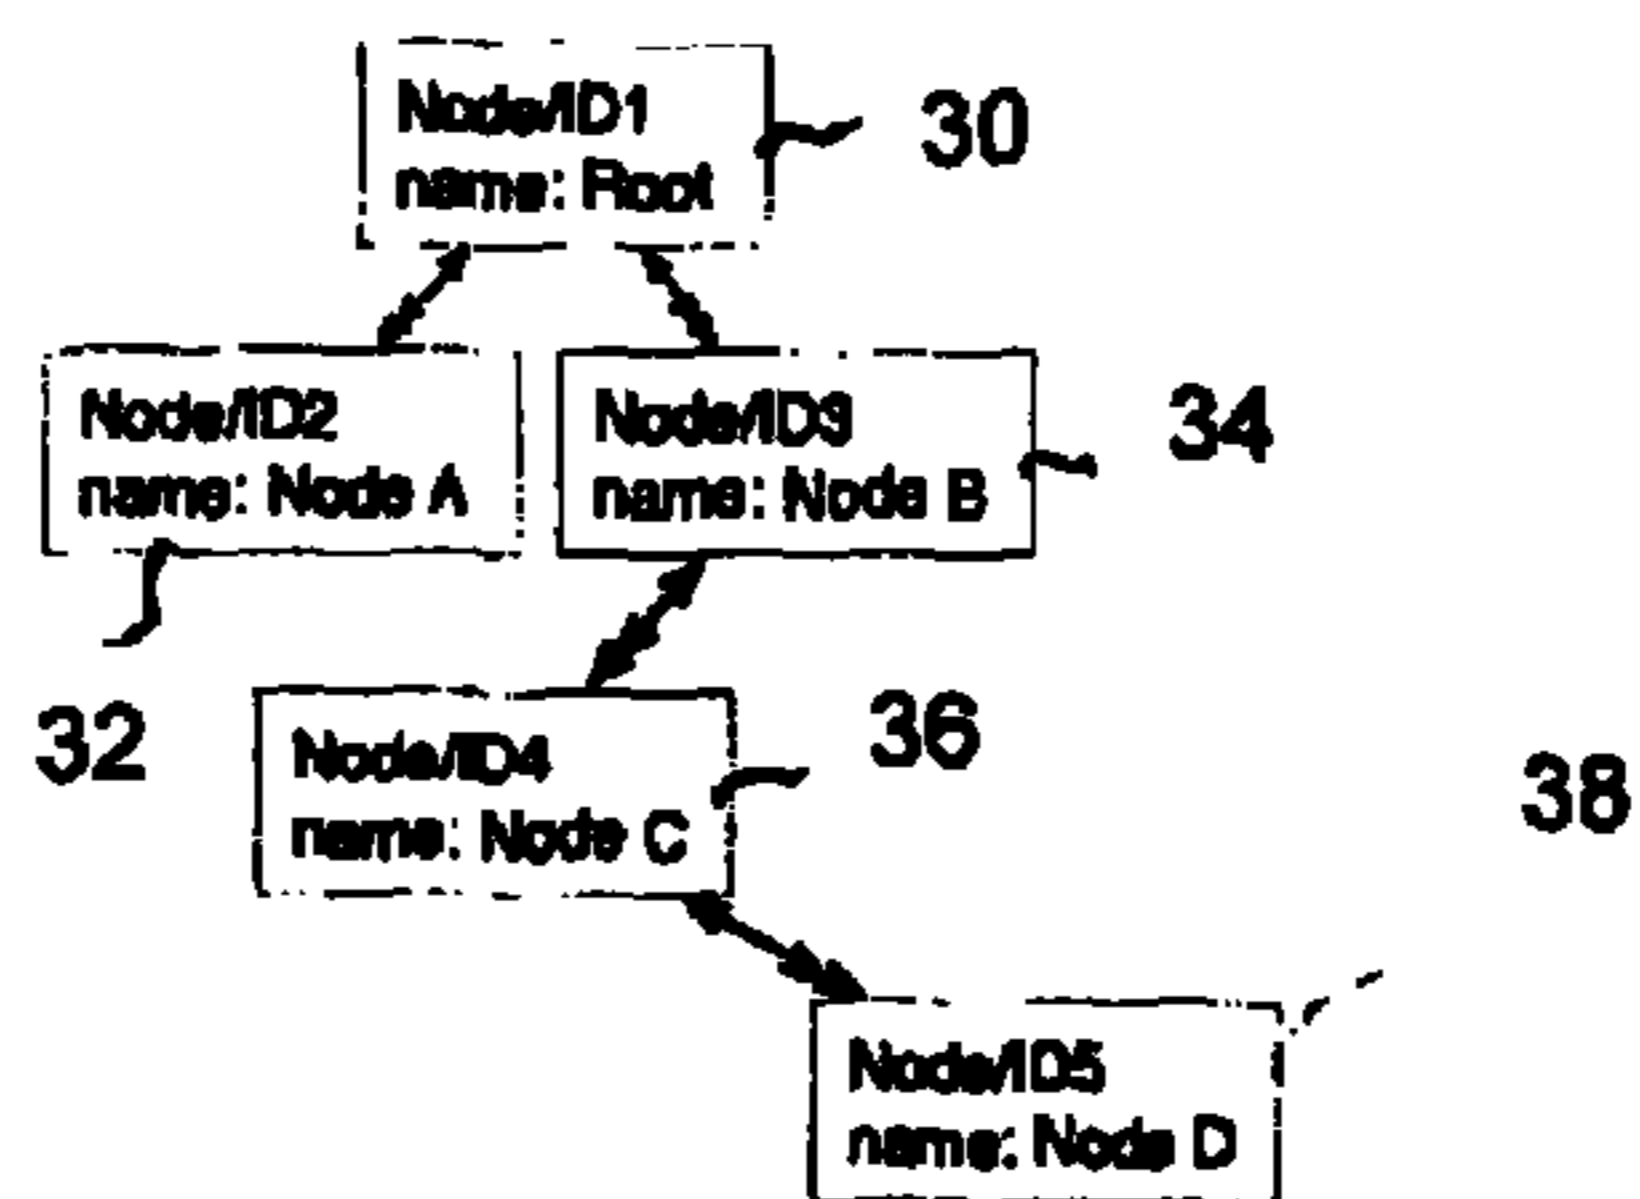 Node/ID1
name: Root
30
Node/ID2
name: Node A
Node/ID3
name: Node B
34
32
Node/ID4
name: Node C
36
38
Node/ID5
name: Node D